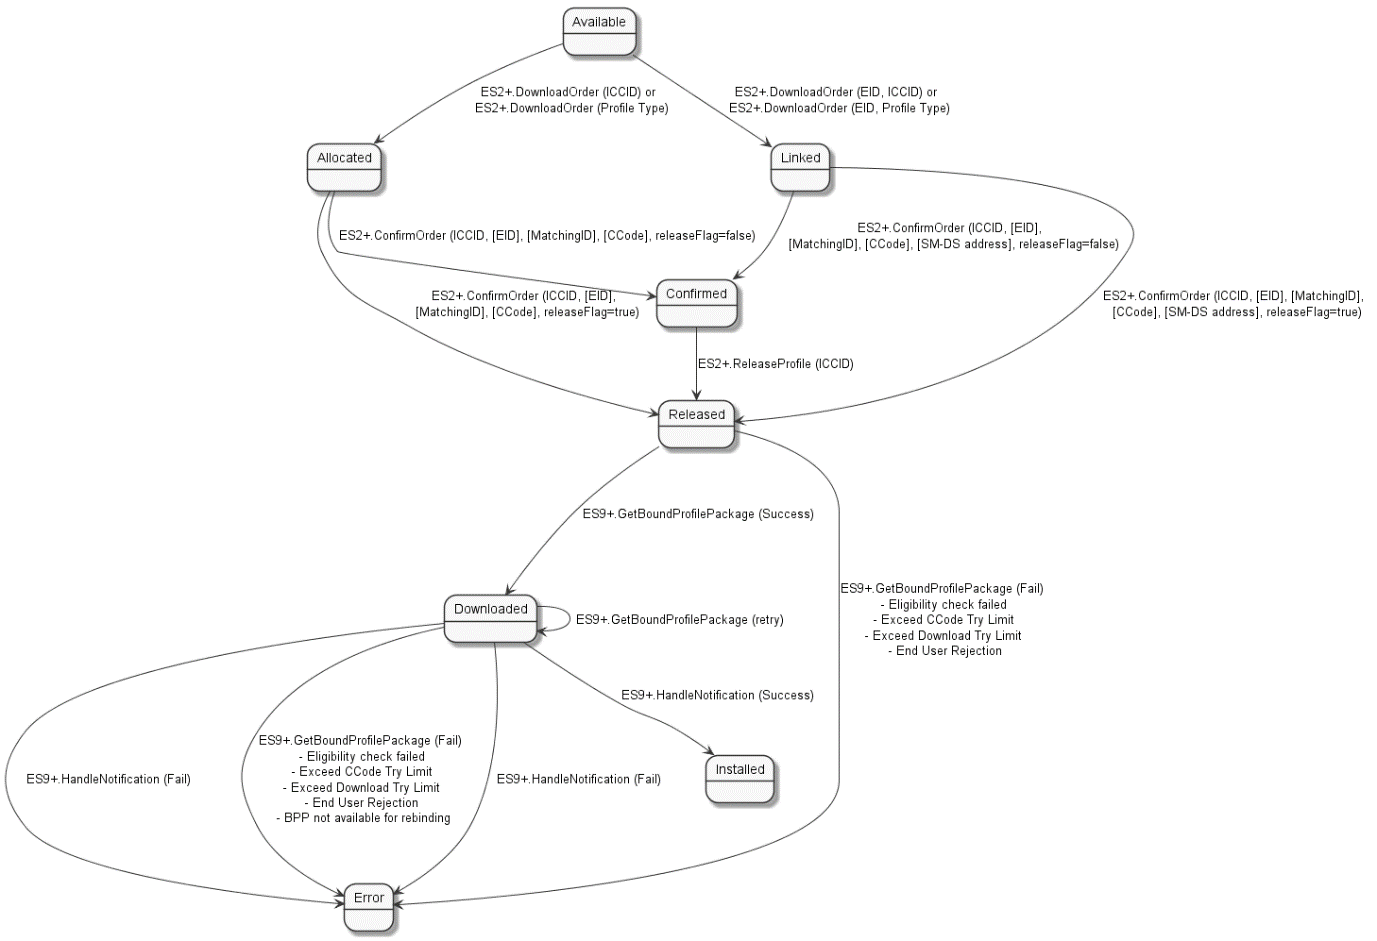 Available
ES2+.DownloadOrder (ICCID) or
ES2+.DownloadOrder (Profile Type)
ES2+.DownloadOrder (EID, ICCID) or
ES2+.DownloadOrder (EID, Profile Type)
Allocated
Linked
ES2+.ConfirmOrder (ICCID, [EID], [MatchingID], [CCode], releaseFlag=false)
ES2+.ConfirmOrder (ICCID, [EID],
[MatchingID], [CCode], [SM-DS address], releaseFlag=false)
Confirmed
ES2+.ConfirmOrder (ICCID, [EID],
[MatchingID], [CCode], releaseFlag=true)
ES2+.ConfirmOrder (ICCID, [EID], [MatchingID],
[CCode], [SM-DS address], releaseFlag=true)
ES2+.ReleaseProfile (ICCID)
Released
ES9+.GetBoundProfilePackage (Success)
Downloaded
ES9+.GetBoundProfilePackage (retry)
ES9+.GetBoundProfilePackage (Fail)
- Eligibility check failed
- Exceed CCode Try Limit
- Exceed Download Try Limit
- End User Rejection
ES9+.HandleNotification (Success)
ES9+.HandleNotification (Fail)
ES9+.GetBoundProfilePackage (Fail)
- Eligibility check failed
- Exceed CCode Try Limit
- Exceed Download Try Limit
- End User Rejection
- BPP not available for rebinding
ES9+.HandleNotification (Fail)
Installed
Error